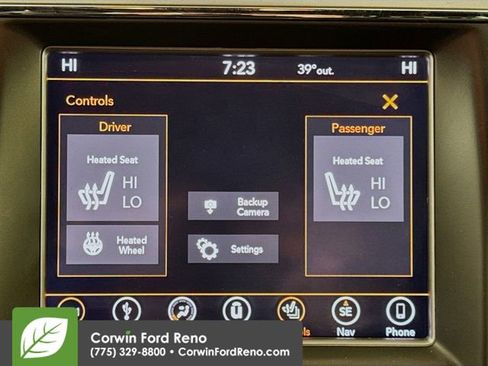 HI 7:23 39°out. HI
Controls
Driver
Passenger
Heated Seat
HI
LO
Heated Seat
HI
LO
Backup
Camera
Heated
Wheel
Settings
SE
Nav
Phone
Corwin Ford Reno
(775) 329-8800 • CorwinFordReno.com